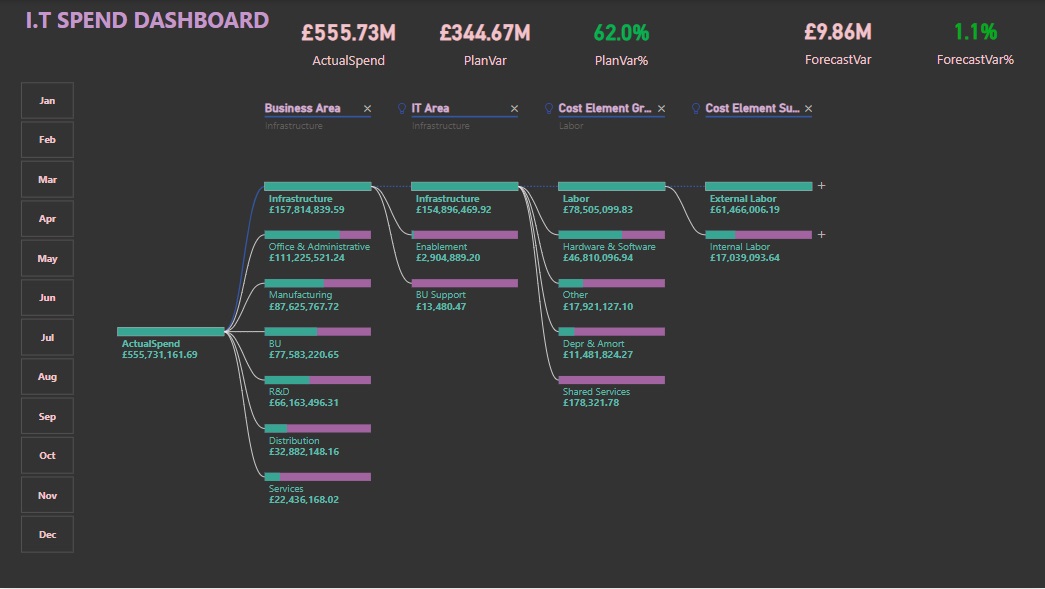 I.T SPEND DASHBOARD
£555.73M
ActualSpend
£344.67M
PlanVar
62.0%
PlanVar%
£9.86M
ForecastVar
1.1%
ForecastVar%
Jan
Feb
Mar
Apr
May
Jun
Jul
Aug
Sep
Oct
Nov
Dec
Business Area
Infrastructure
IT Area
Infrastructure
Cost Element Gr...
Labor
Cost Element Su...
ActualSpend
£555,731,161.69
Infrastructure
£157,814,839.59
Office & Administrative
£111,225,521.24
Manufacturing
£87,625,767.72
BU
£77,583,220.65
R&D
£66,163,496.31
Distribution
£32,882,148.16
Services
£22,436,168.02
Infrastructure
£154,896,469.92
Enablement
£2,904,889.20
BU Support
£13,480.47
Labor
£78,505,099.83
Hardware & Software
£46,810,096.94
Other
£17,921,127.10
Depr & Amort
£11,481,824.27
Shared Services
£178,321.78
External Labor
£61,466,006.19
Internal Labor
£17,039,093.64